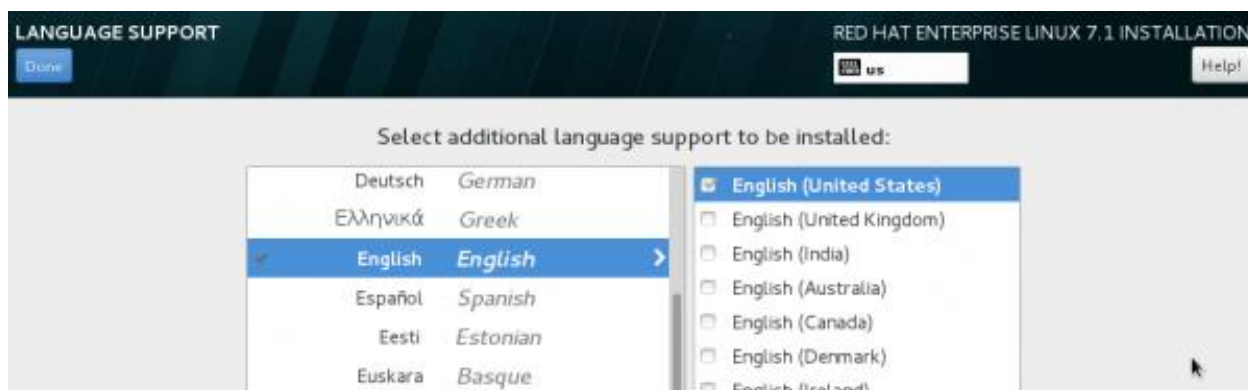 LANGUAGE SUPPORT
RED HAT ENTERPRISE LINUX 7.1 INSTALLATION
Done
us
Help!
Select additional language support to be installed:
Deutsch German
Ελληνικά Greek
English English
Español Spanish
Eesti Estonian
Euskara Basque
English (United States)
English (United Kingdom)
English (India)
English (Australia)
English (Canada)
English (Denmark)
English (Ireland)